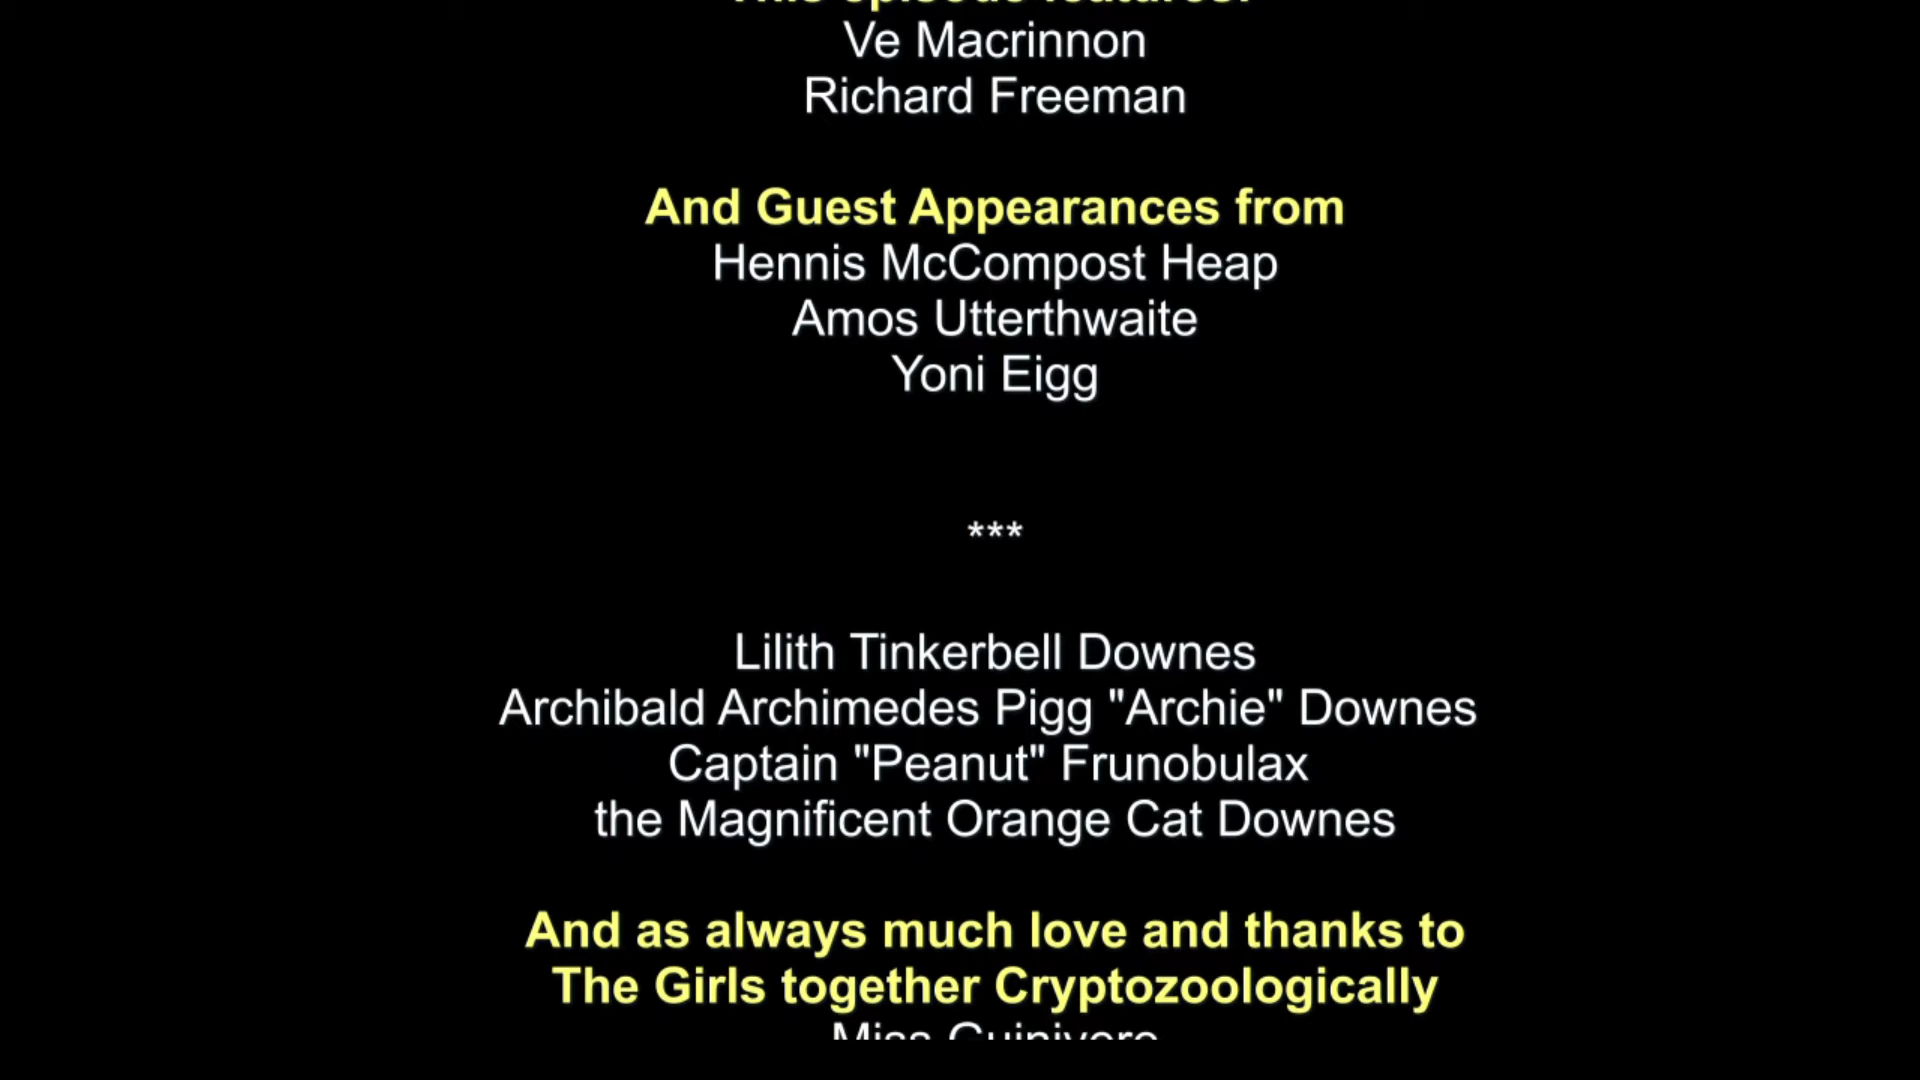 This episode features:
Ve Macrinnon
Richard Freeman
And Guest Appearances from
Hennis McCompost Heap
Amos Utterthwaite
Yoni Eigg
***
Lilith Tinkerbell Downes
Archibald Archimedes Pigg "Archie" Downes
Captain "Peanut" Frunobulax
the Magnificent Orange Cat Downes
And as always much love and thanks to
The Girls together Cryptozoologically
Miss Guinivere